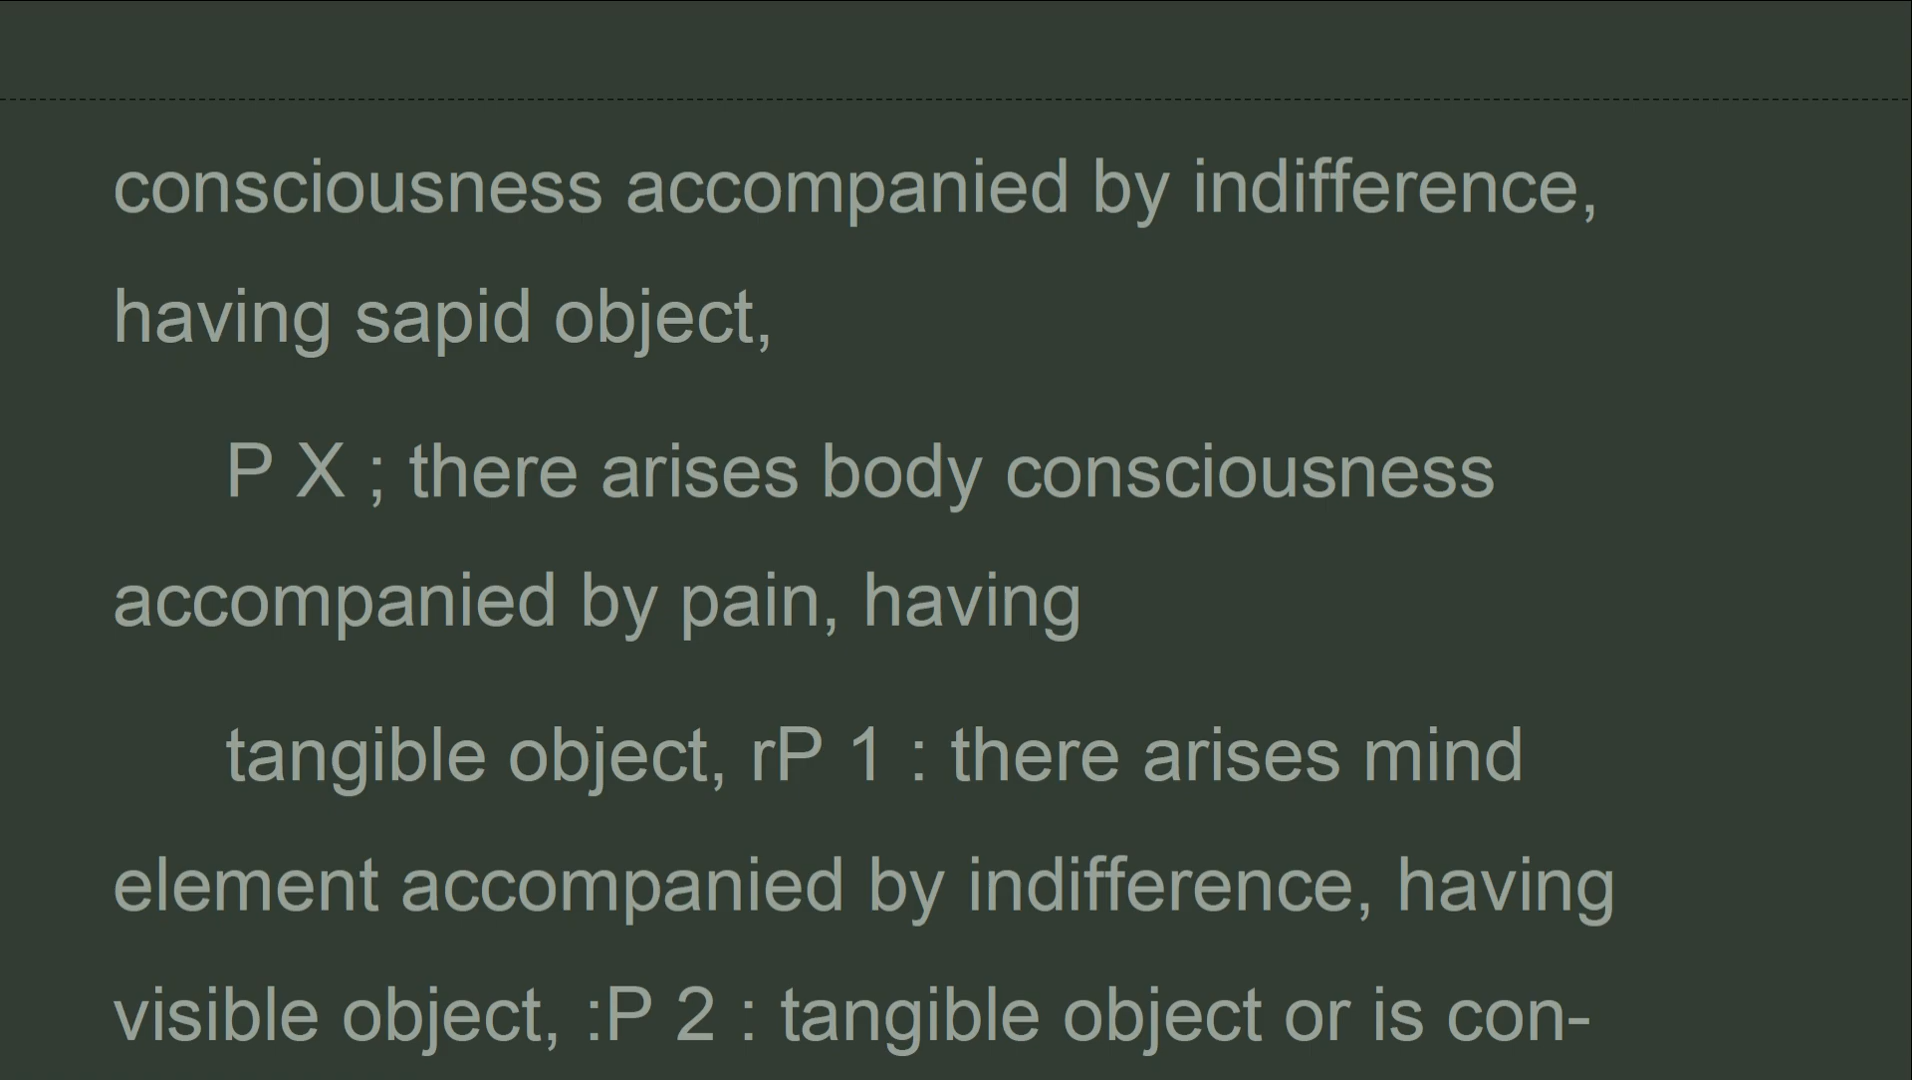 consciousness accompanied by indifference,
having sapid object,
P X ; there arises body consciousness
accompanied by pain, having
tangible object, rP 1 : there arises mind
element accompanied by indifference, having
visible object, :P 2 : tangible object or is con-